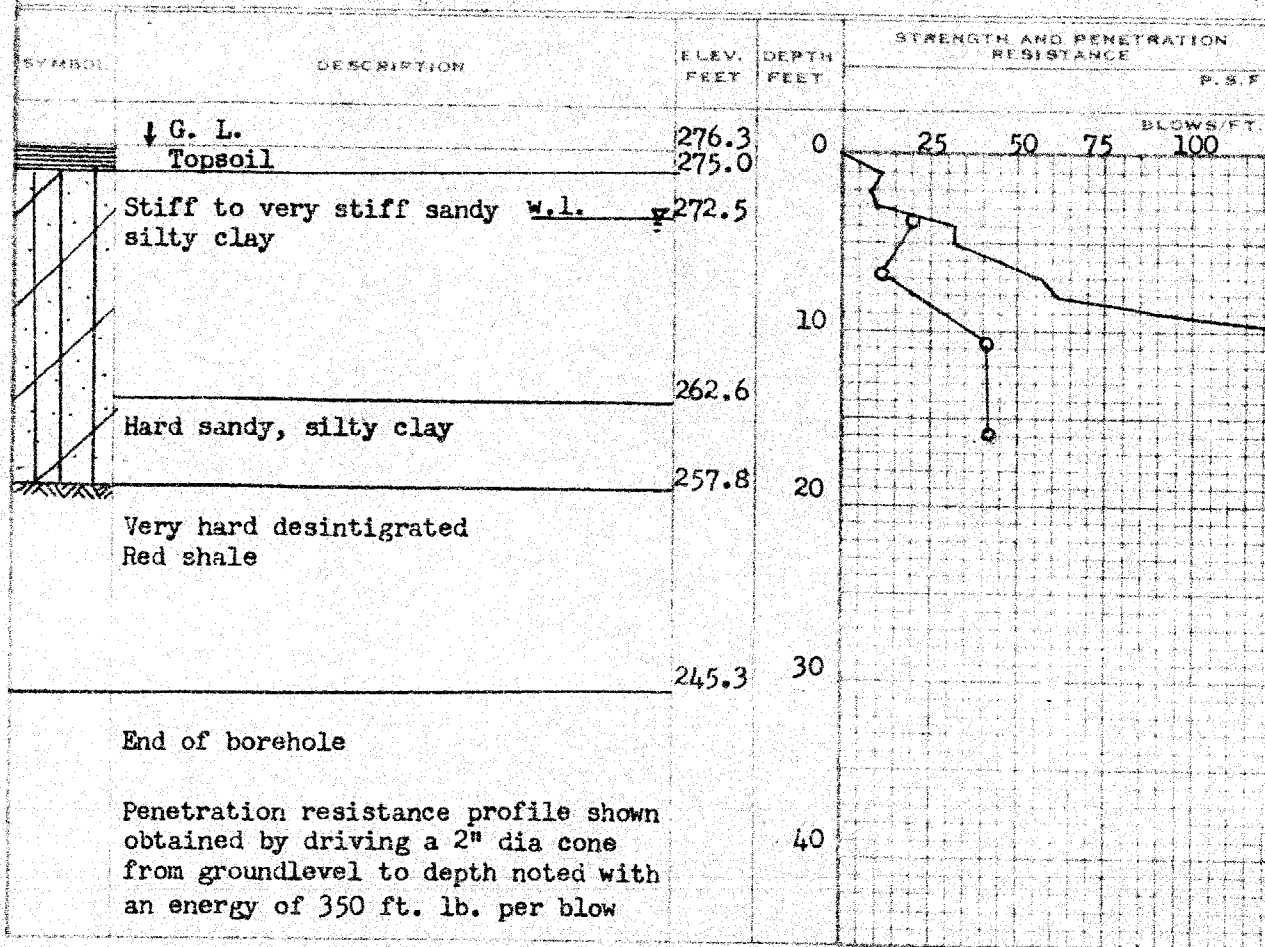 SYMBOL DESCRIPTION ELEV. FEET DEPTH FEET STRENGTH AND PENETRATION RESISTANCE
P.S.F
BLOWS/FT.
↓ G. L. 276.3 0 25 50 75 100
Topsoil 275.0
Stiff to very stiff sandy w.l. 272.5
silty clay
10
262.6
Hard sandy, silty clay
257.8 20
Very hard desintigrated
Red shale
245.3 30
End of borehole
Penetration resistance profile shown
obtained by driving a 2" dia cone 40
from groundlevel to depth noted with
an energy of 350 ft. lb. per blow